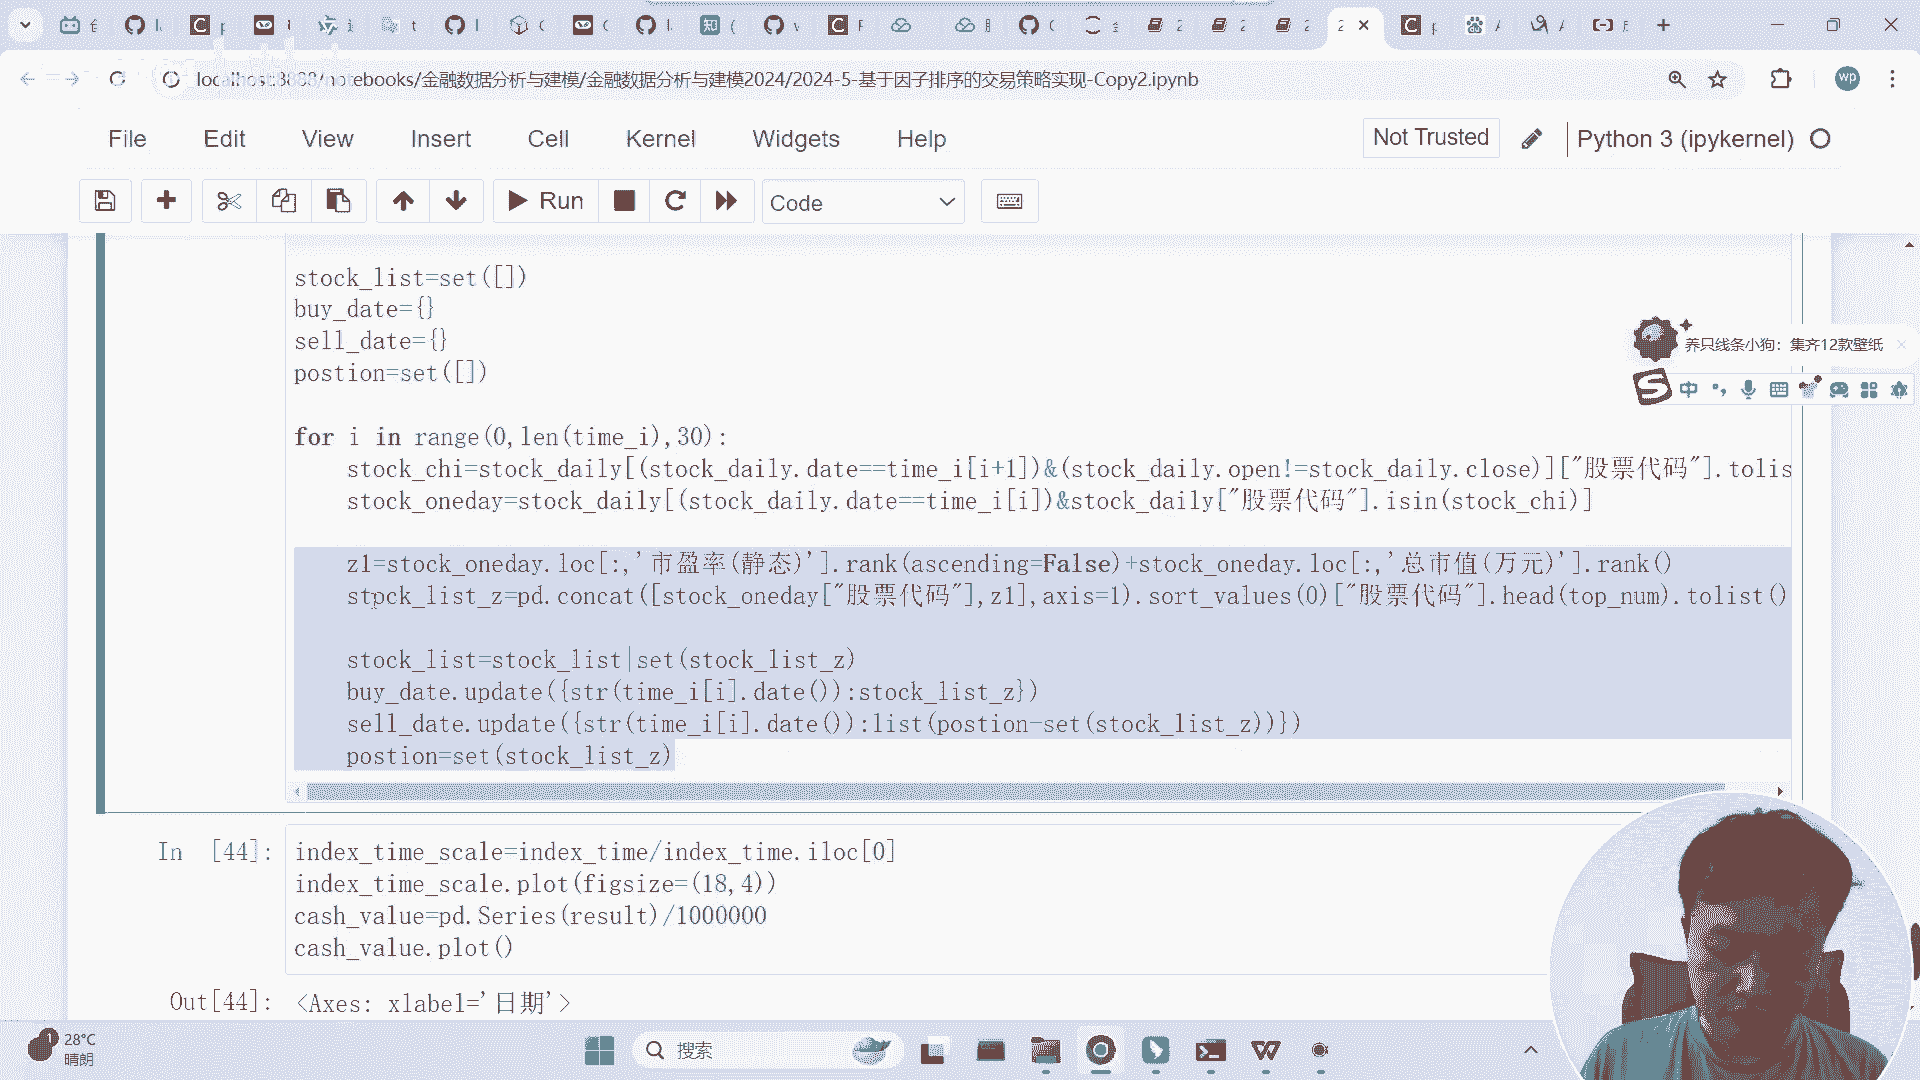 localhost:8888/notebooks/金融数据分析与建模/金融数据分析与建模2024/2024-5-基于因子排序的交易策略实现-Copy2.ipynb
wp
File Edit View Insert Cell Kernel Widgets Help
Not Trusted
Python 3 (ipykernel)
Run
Code
stock_list=set([])
buy_date={}
sell_date={}
postion=set([])
for i in range(0,len(time_i),30):
stock_chi=stock_daily[(stock_daily.date==time_i[i+1])&(stock_daily.open!=stock_daily.close)]["股票代码"].tolis
stock_oneday=stock_daily[(stock_daily.date==time_i[i])&stock_daily["股票代码"].isin(stock_chi)]
z1=stock_oneday.loc[:,'市盈率(静态)'].rank(ascending=False)+stock_oneday.loc[:,'总市值(万元)'].rank()
stock_list_z=pd.concat([stock_oneday["股票代码"],z1],axis=1).sort_values(0)["股票代码"].head(top_num).tolist()
stock_list=stock_list|set(stock_list_z)
buy_date.update({str(time_i[i].date()):stock_list_z})
sell_date.update({str(time_i[i].date()):list(postion-set(stock_list_z))})
postion=set(stock_list_z)
养只线条小狗：集齐12款壁纸
中
In [44]:
index_time_scale=index_time/index_time.iloc[0]
index_time_scale.plot(figsize=(18,4))
cash_value=pd.Series(result)/1000000
cash_value.plot()
Out[44]: <Axes: xlabel='日期'>
28°C
晴朗
搜索